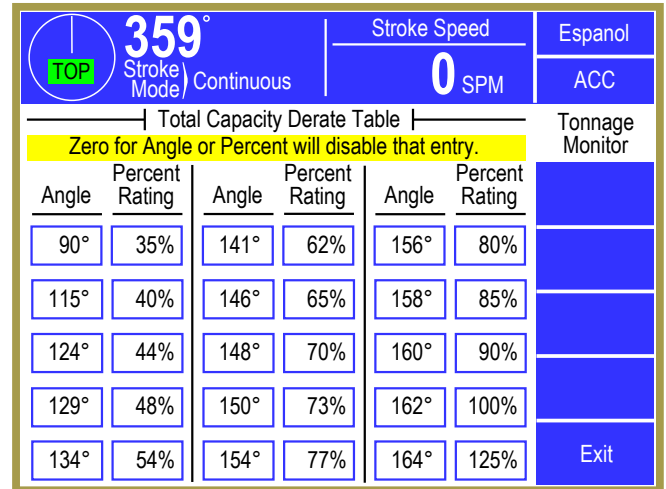 359°
TOP
Stroke Mode) Continuous
Stroke Speed
0 SPM
Espanol
ACC
Total Capacity Derate Table
Zero for Angle or Percent will disable that entry.
Tonnage
Monitor
Percent Percent Percent
Angle Rating Angle Rating Angle Rating
90° 35% 141° 62% 156° 80%
115° 40% 146° 65% 158° 85%
124° 44% 148° 70% 160° 90%
129° 48% 150° 73% 162° 100%
134° 54% 154° 77% 164° 125%
Exit